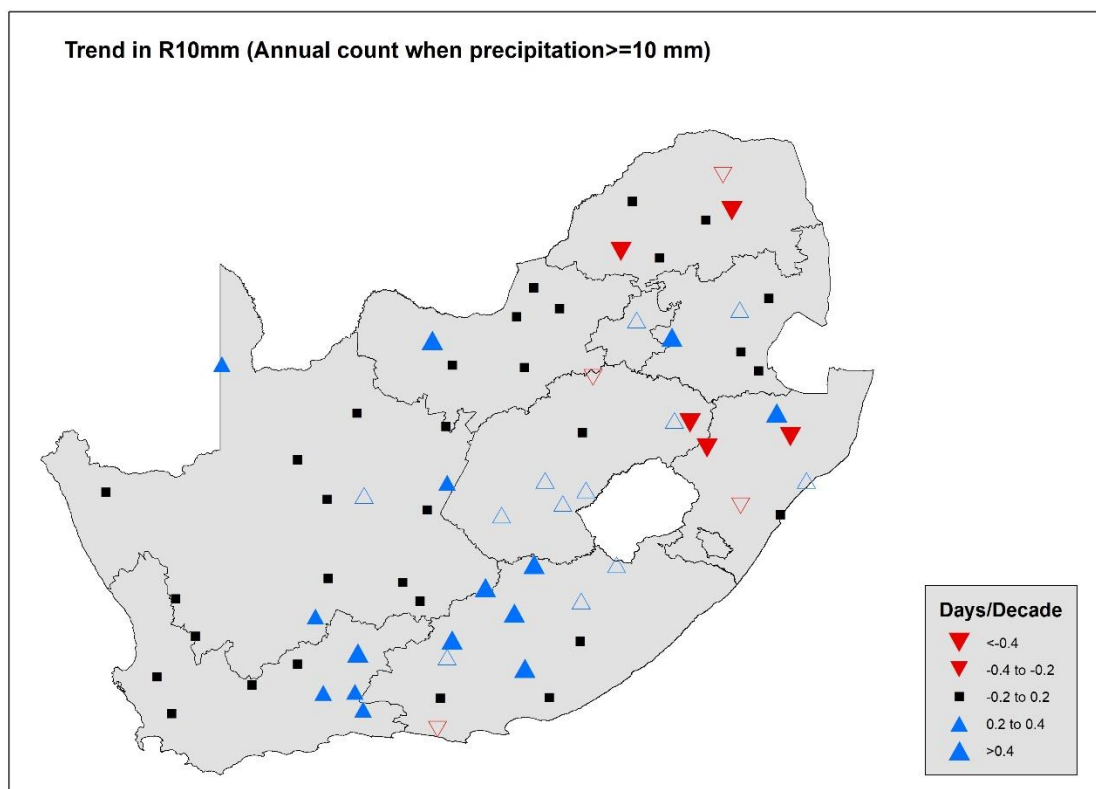 Trend in R10mm (Annual count when precipitation>=10 mm)
Days/Decade
<-0.4
-0.4 to -0.2
-0.2 to 0.2
0.2 to 0.4
>0.4